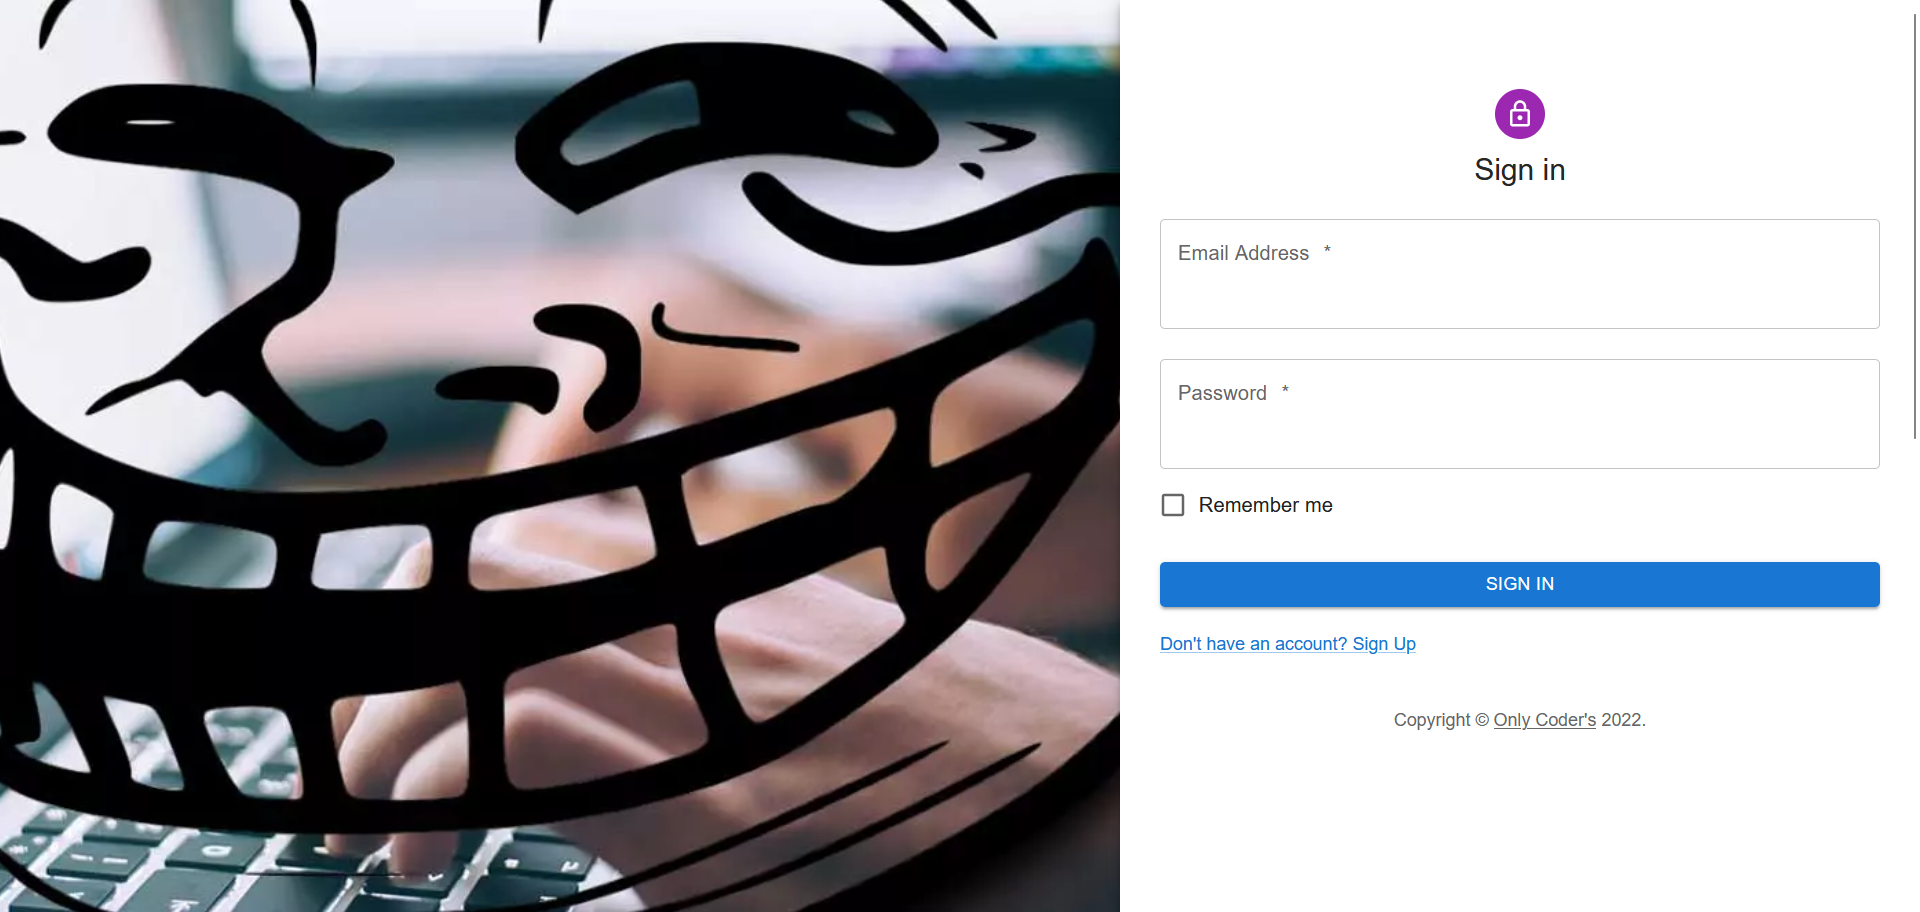 Sign in
Email Address *
Password *
Remember me
SIGN IN
Don't have an account? Sign Up
Copyright © Only Coder's 2022.